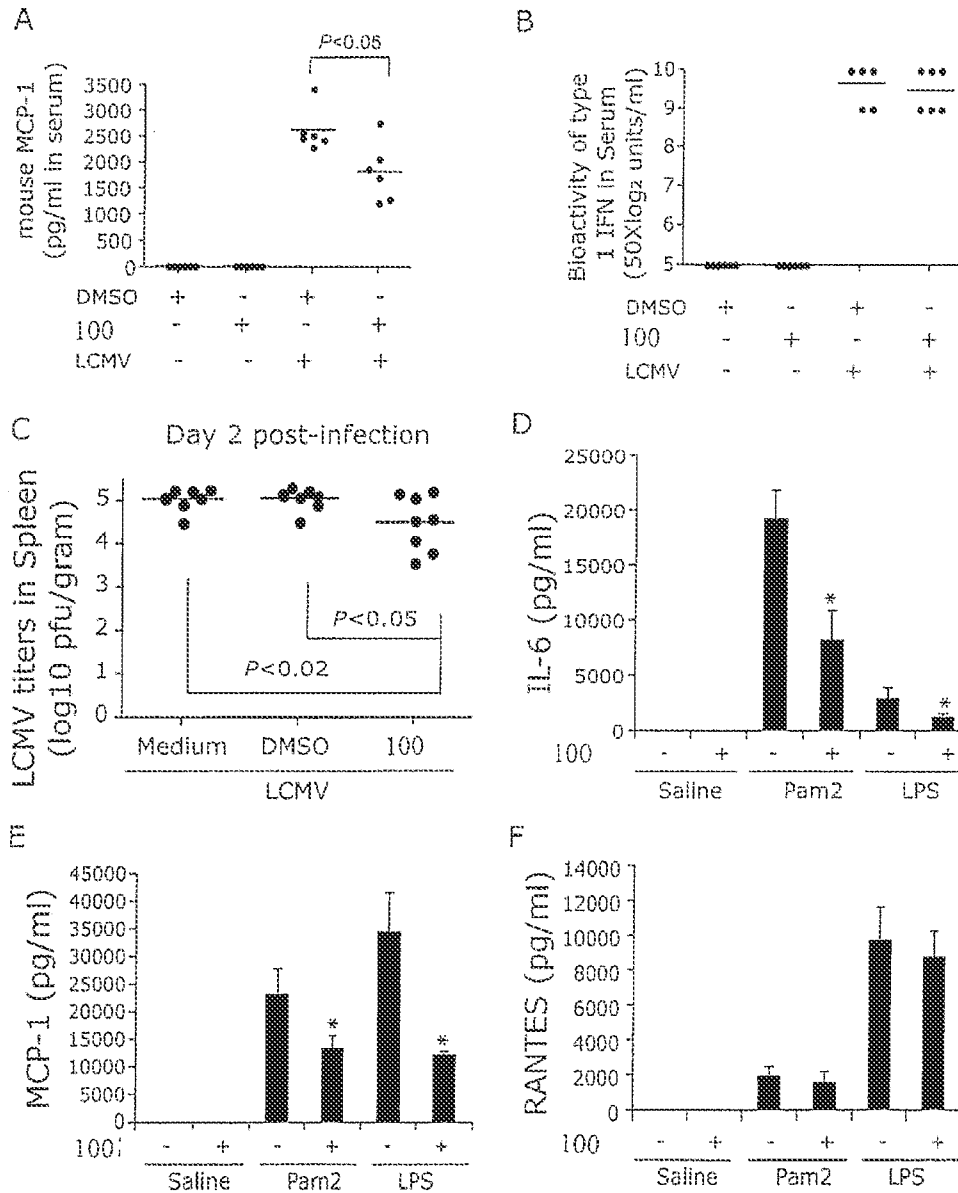 A
P<0.05
mouse MCP-1
(pg/ml in serum)
3500
3000
2500
2000
1500
1000
500
0
DMSO + - + -
100 - + - +
LCMV - - + +
B
Bioactivity of type
1 IFN in Serum
(50Xlog2 units/ml)
10
9
8
7
6
5
DMSO + - + -
100 - + - +
LCMV - - + +
C
Day 2 post-infection
LCMV titers in Spleen
(log10 pfu/gram)
5
4
3
2
1
0
P<0.05
P<0.02
Medium DMSO 100
LCMV
D
IL-6 (pg/ml)
25000
20000
15000
10000
5000
0
*
*
100 - + - + - +
Saline Pam2 LPS
E
MCP-1 (pg/ml)
45000
40000
35000
30000
25000
20000
15000
10000
5000
0
*
*
100 - + - + - +
Saline Pam2 LPS
F
RANTES (pg/ml)
14000
12000
10000
8000
6000
4000
2000
0
100 - + - + - +
Saline Pam2 LPS